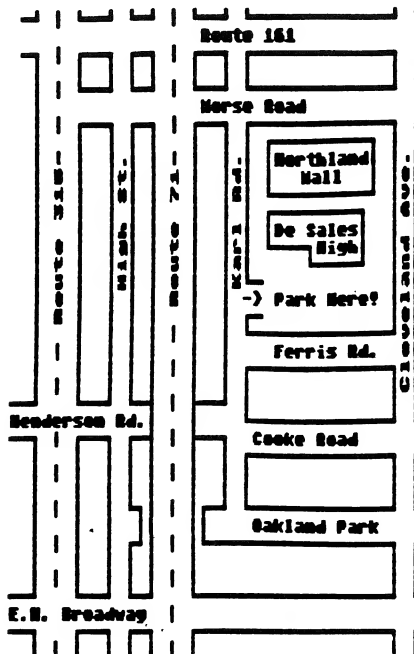 Route 161
Morse Road
Northland
Mall
Route 315
High St.
Route 71
Karl Rd.
Cleveland Ave.
De Sales
High
-> Park Here!
Ferris Rd.
Henderson Rd.
Cooke Road
Oakland Park
E.N. Broadway